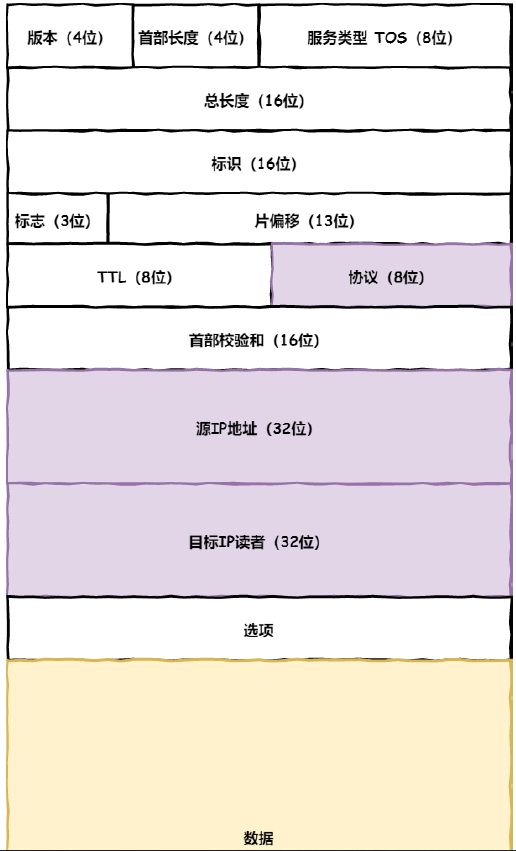 版本（4位）
首部长度（4位）
服务类型 TOS（8位）
总长度（16位）
标识（16位）
标志（3位）
片偏移（13位）
TTL（8位）
协议（8位）
首部校验和（16位）
源IP地址（32位）
目标IP读者（32位）
选项
数据